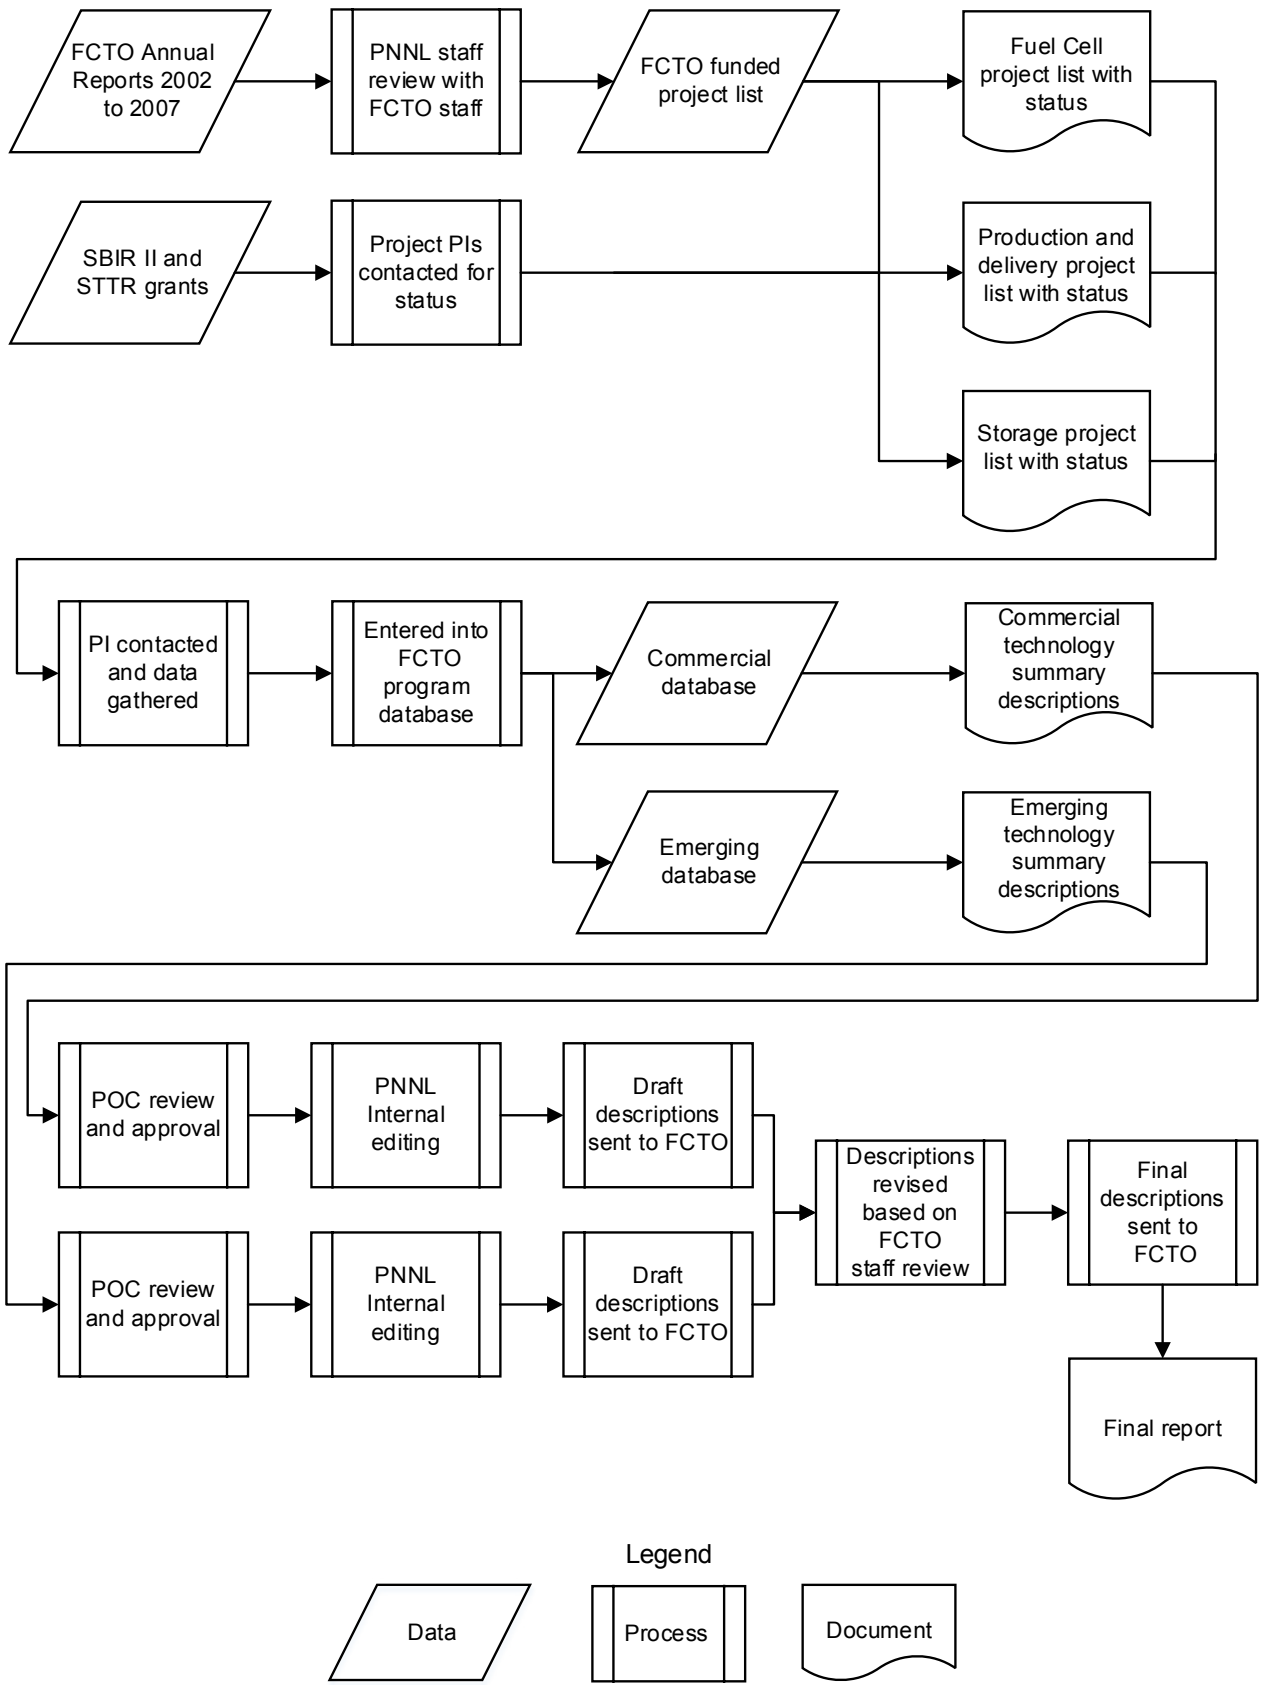 FCTO Annual
Reports 2002
to 2007
PNNL staff
review with
FCTO staff
FCTO funded
project list
Fuel Cell
project list with
status
SBIR II and
STTR grants
Project PIs
contacted for
status
Production and
delivery project
list with status
Storage project
list with status
PI contacted
and data
gathered
Entered into
FCTO
program
database
Commercial
database
Commercial
technology
summary
descriptions
Emerging
database
Emerging
technology
summary
descriptions
POC review
and approval
PNNL
Internal
editing
Draft
descriptions
sent to FCTO
POC review
and approval
PNNL
Internal
editing
Draft
descriptions
sent to FCTO
Descriptions
revised
based on
FCTO
staff review
Final
descriptions
sent to
FCTO
Final report
Legend
Data
Process
Document